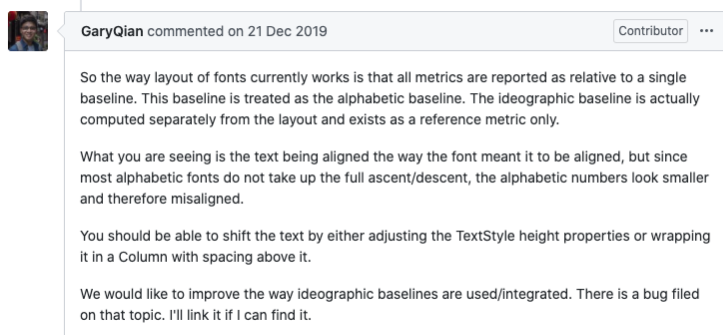 GaryQian commented on 21 Dec 2019
Contributor
So the way layout of fonts currently works is that all metrics are reported as relative to a single
baseline. This baseline is treated as the alphabetic baseline. The ideographic baseline is actually
computed separately from the layout and exists as a reference metric only.
What you are seeing is the text being aligned the way the font meant it to be aligned, but since
most alphabetic fonts do not take up the full ascent/descent, the alphabetic numbers look smaller
and therefore misaligned.
You should be able to shift the text by either adjusting the TextStyle height properties or wrapping
it in a Column with spacing above it.
We would like to improve the way ideographic baselines are used/integrated. There is a bug filed
on that topic. I'll link it if I can find it.